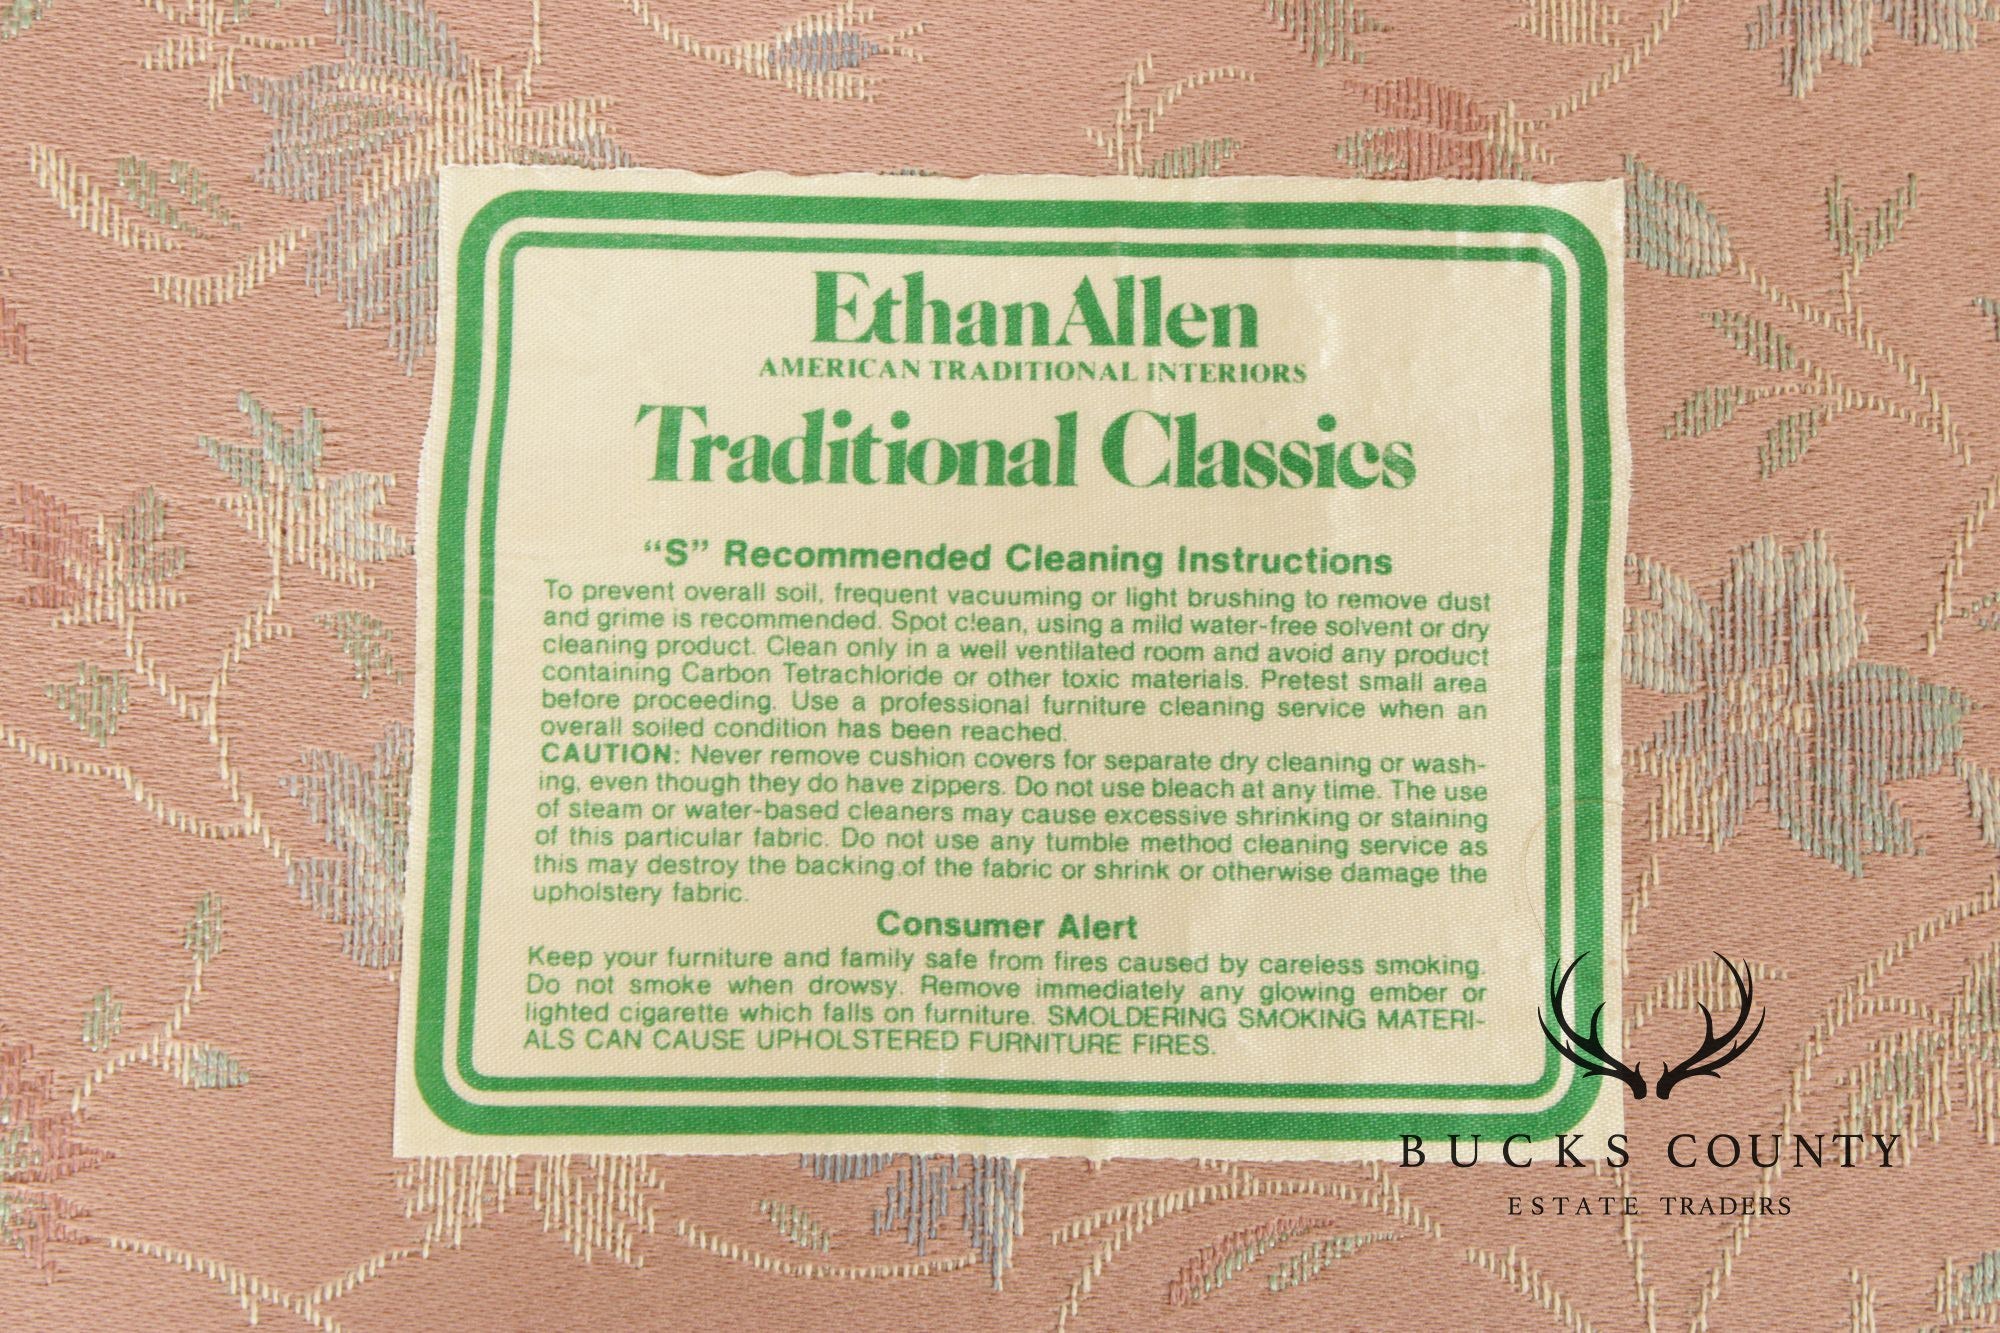 EthanAllen
AMERICAN TRADITIONAL INTERIORS
Traditional Classics
“S” Recommended Cleaning Instructions
To prevent overall soil, frequent vacuuming or light brushing to remove dust
and grime is recommended. Spot clean, using a mild water-free solvent or dry
cleaning product. Clean only in a well ventilated room and avoid any product
containing Carbon Tetrachloride or other toxic materials. Pretest small area
before proceeding. Use a professional furniture cleaning service when an
overall soiled condition has been reached.
CAUTION: Never remove cushion covers for separate dry cleaning or wash-
ing, even though they do have zippers. Do not use bleach at any time. The use
of steam or water-based cleaners may cause excessive shrinking or staining
of this particular fabric. Do not use any tumble method cleaning service as
this may destroy the backing.of the fabric or shrink or otherwise damage the
upholstery fabric.
Consumer Alert
Keep your furniture and family safe from fires caused by careless smoking.
Do not smoke when drowsy. Remove immediately any glowing ember or
lighted cigarette which falls on furniture. SMOLDERING SMOKING MATERI-
ALS CAN CAUSE UPHOLSTERED FURNITURE FIRES.
BUCKS COUNTY
ESTATE TRADERS